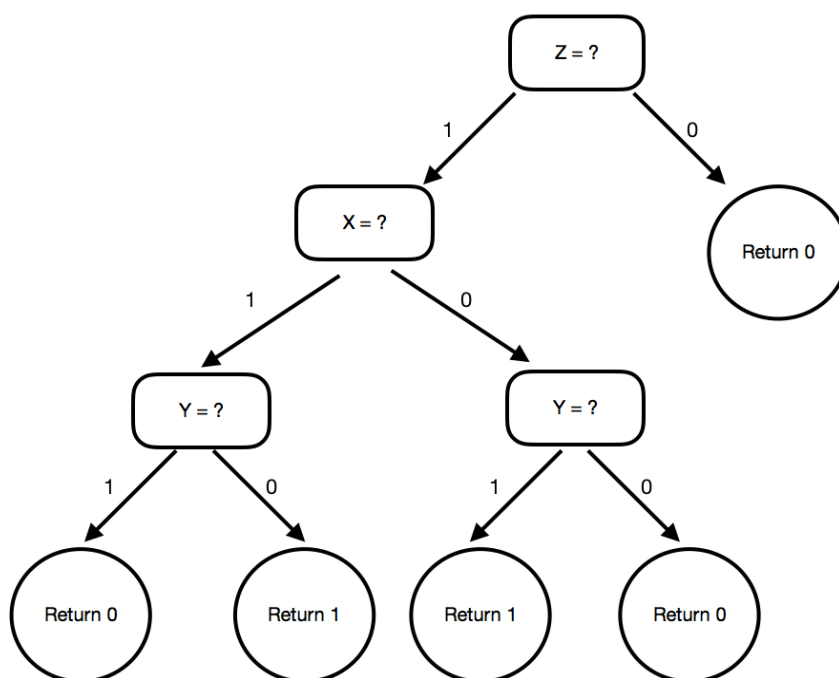 Z = ?
1
0
X = ?
Return 0
1
0
Y = ?
Y = ?
1
0
1
0
Return 0
Return 1
Return 1
Return 0